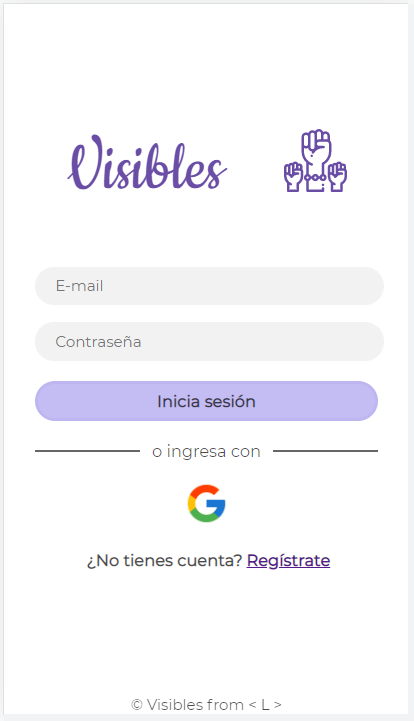 Visibles
E-mail
Contraseña
Inicia sesión
o ingresa con
¿No tienes cuenta? Regístrate
© Visibles from < L >